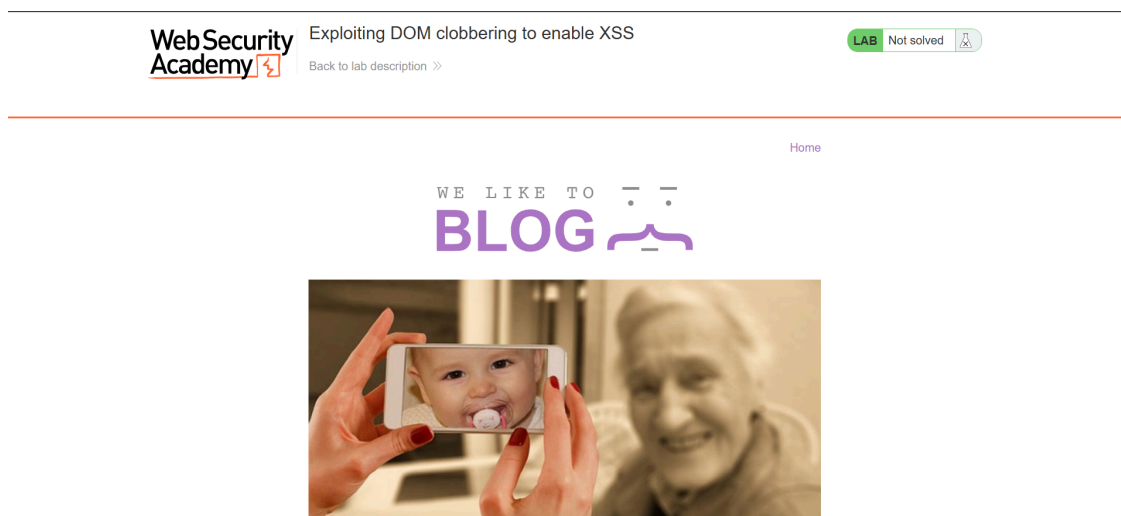 Web Security
Academy
Exploiting DOM clobbering to enable XSS
Back to lab description
LAB Not solved
Home
WE LIKE TO
BLOG